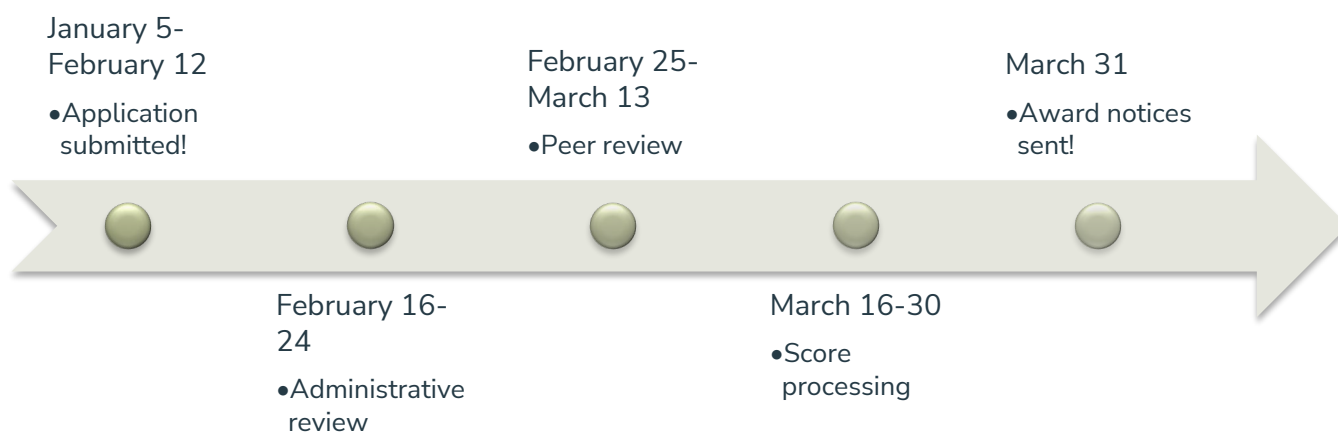 January 5-
February 12
•Application
submitted!
February 16-
24
•Administrative
review
February 25-
March 13
•Peer review
March 16-30
•Score
processing
March 31
•Award notices
sent!